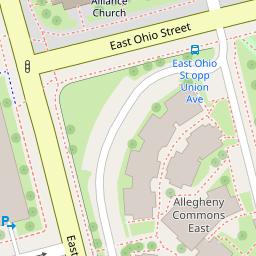 Alliance
Church
East Ohio Street
East Ohio
St opp
Union
Ave
Allegheny
Commons
East
P
East